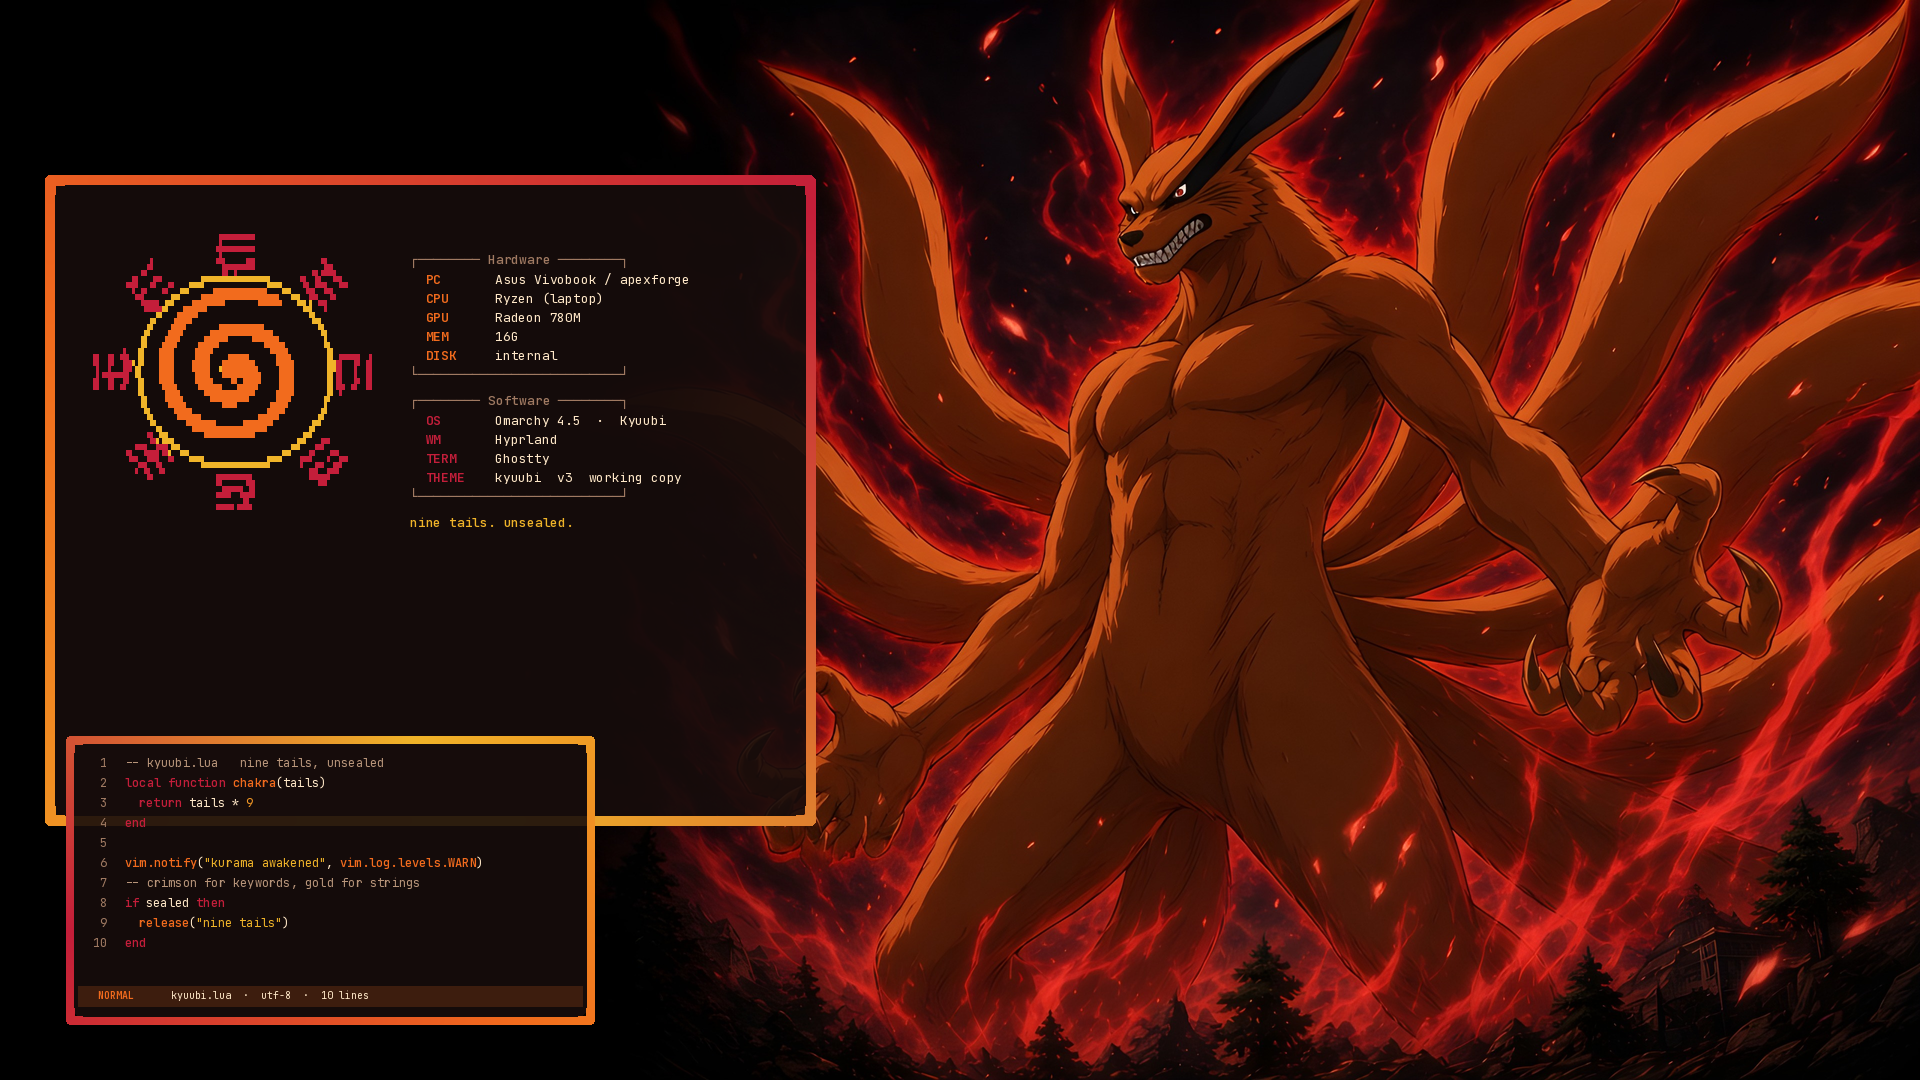 Hardware
PC Asus Vivobook / apexforge
CPU Ryzen (laptop)
GPU Radeon 780M
MEM 16G
DISK internal
Software
OS Omarchy 4.5 · Kyuubi
WM Hyprland
TERM Ghostty
THEME kyuubi v3 working copy
nine tails. unsealed.
1 -- kyuubi.lua nine tails, unsealed
2 local function chakra(tails)
3 return tails * 9
4 end
5
6 vim.notify("kurama awakened", vim.log.levels.WARN)
7 -- crimson for keywords, gold for strings
8 if sealed then
9 release("nine tails")
10 end
NORMAL kyuubi.lua · utf-8 · 10 lines